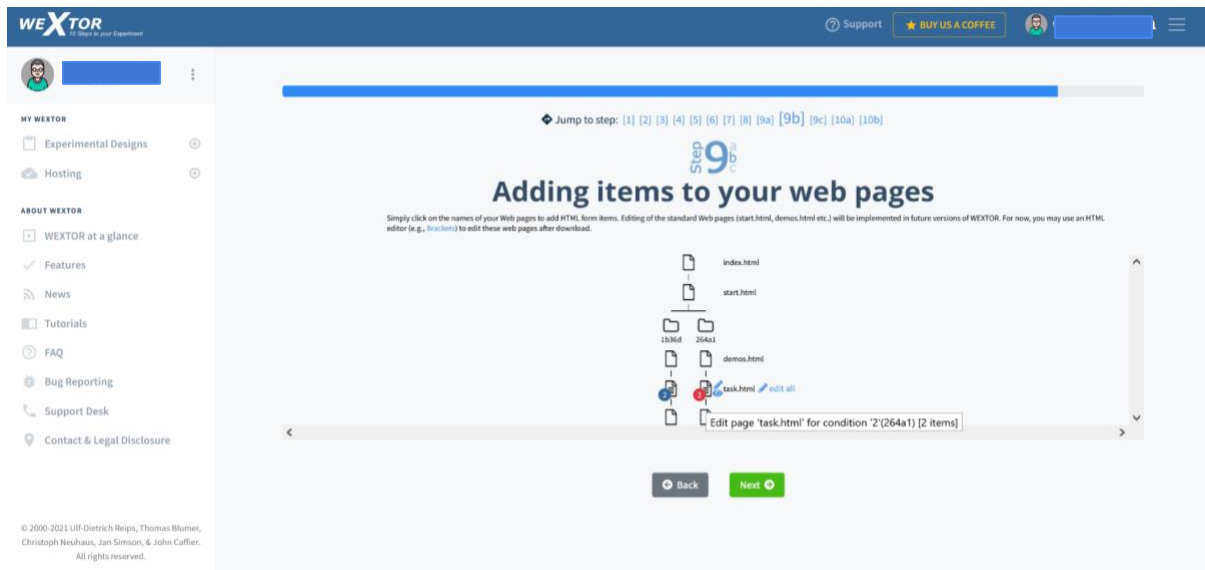 WEXTOR
10 Steps to your Experiment
Support
BUY US A COFFEE
MY WEXTOR
Experimental Designs
Hosting
ABOUT WEXTOR
WEXTOR at a glance
Features
News
Tutorials
FAQ
Bug Reporting
Support Desk
Contact & Legal Disclosure
© 2000-2021 Ulf-Dietrich Reips, Thomas Blumer,
Christoph Neuhaus, Jan Simson, & John Caffier.
All rights reserved.
Jump to step: [1] [2] [3] [4] [5] [6] [7] [8] [9a] [9b] [9c] [10a] [10b]
Step 9 a b c
Adding items to your web pages
Simply click on the names of your Web pages to add HTML form items. Editing of the standard Web pages (start.html, demos.html etc.) will be implemented in future versions of WEXTOR. For now, you may use an HTML
editor (e.g., Brackets) to edit these web pages after download.
index.html
start.html
1b36d 264a1
demos.html
2 2 task.html edit all
Edit page 'task.html' for condition '2'(264a1) [2 items]
Back Next